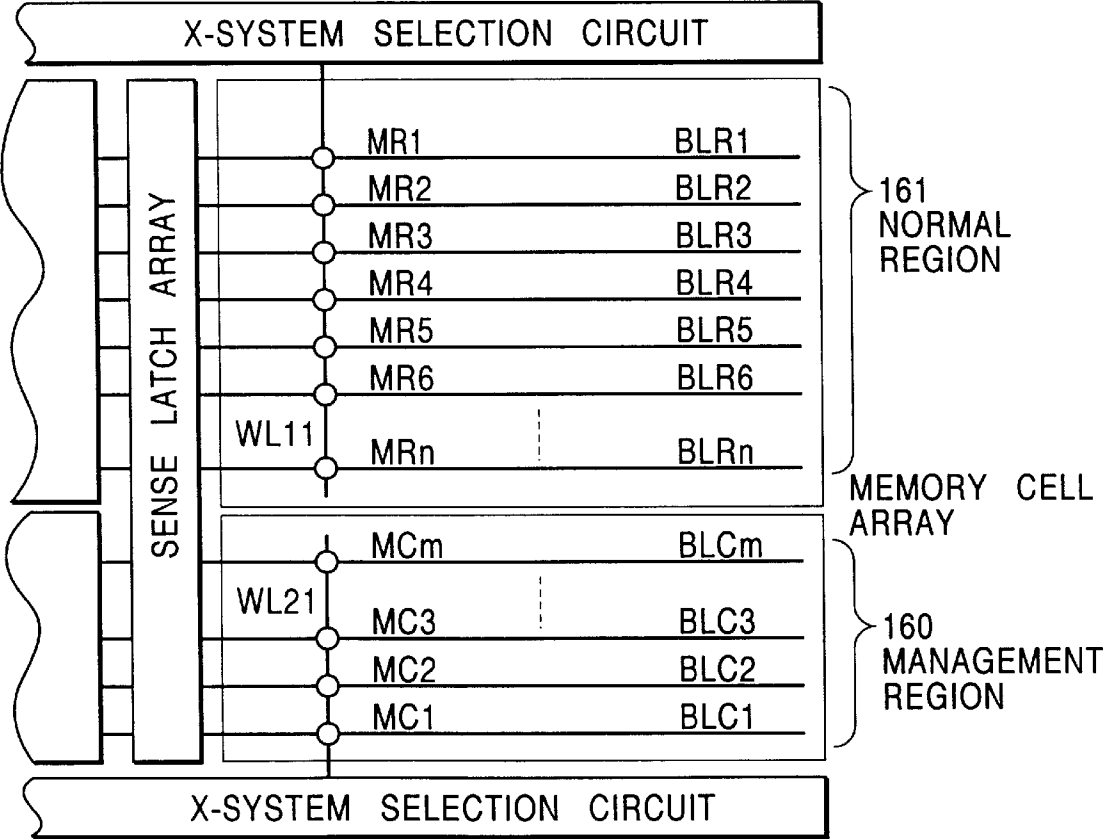 X-SYSTEM SELECTION CIRCUIT
SENSE LATCH ARRAY
MR1 BLR1
MR2 BLR2
MR3 BLR3
MR4 BLR4
MR5 BLR5
MR6 BLR6
WL11
MRn BLRn
161
NORMAL
REGION
MEMORY CELL
ARRAY
MCm BLCm
WL21
MC3 BLC3
MC2 BLC2
MC1 BLC1
160
MANAGEMENT
REGION
X-SYSTEM SELECTION CIRCUIT